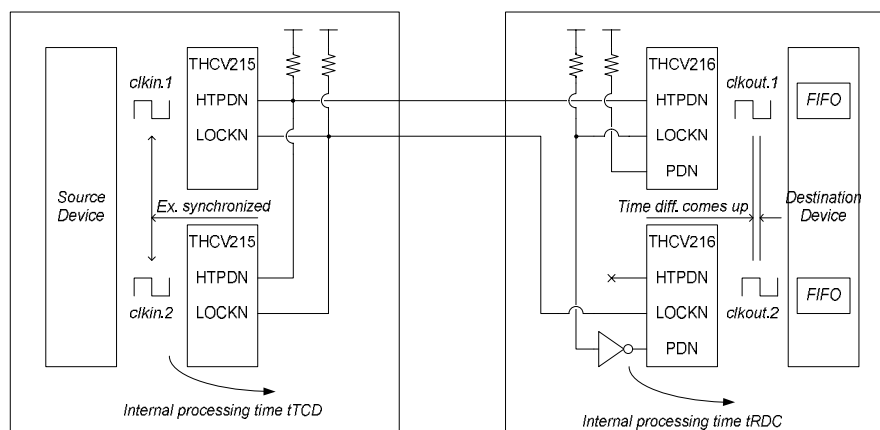 THCV215
clkin.1
HTPDN
LOCKN
Source
Device
Ex. synchronized
THCV215
HTPDN
LOCKN
clkin.2
Internal processing time tTCD
THCV216
clkout.1
FIFO
HTPDN
LOCKN
PDN
Time diff. comes up
Destination
Device
THCV216
HTPDN
LOCKN
PDN
clkout.2
FIFO
Internal processing time tRDC